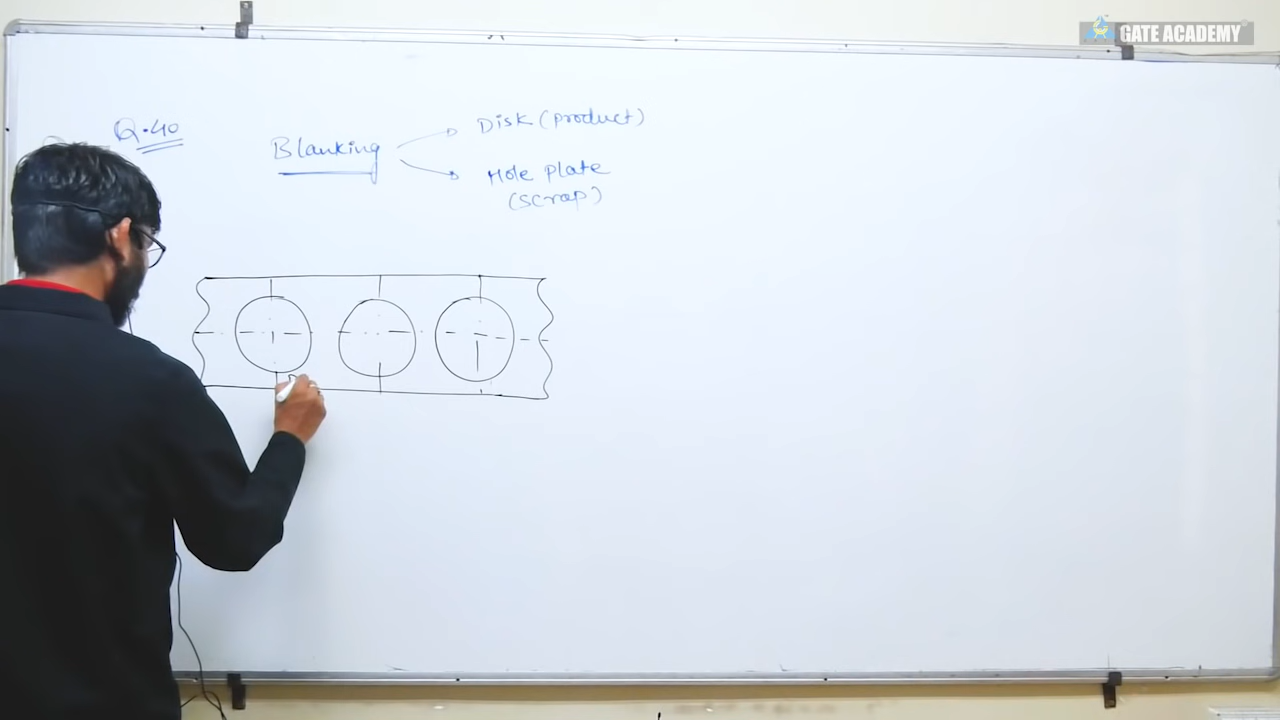 GATE ACADEMY
Q.40
Blanking
Disk (product)
Hole plate
(scrap)